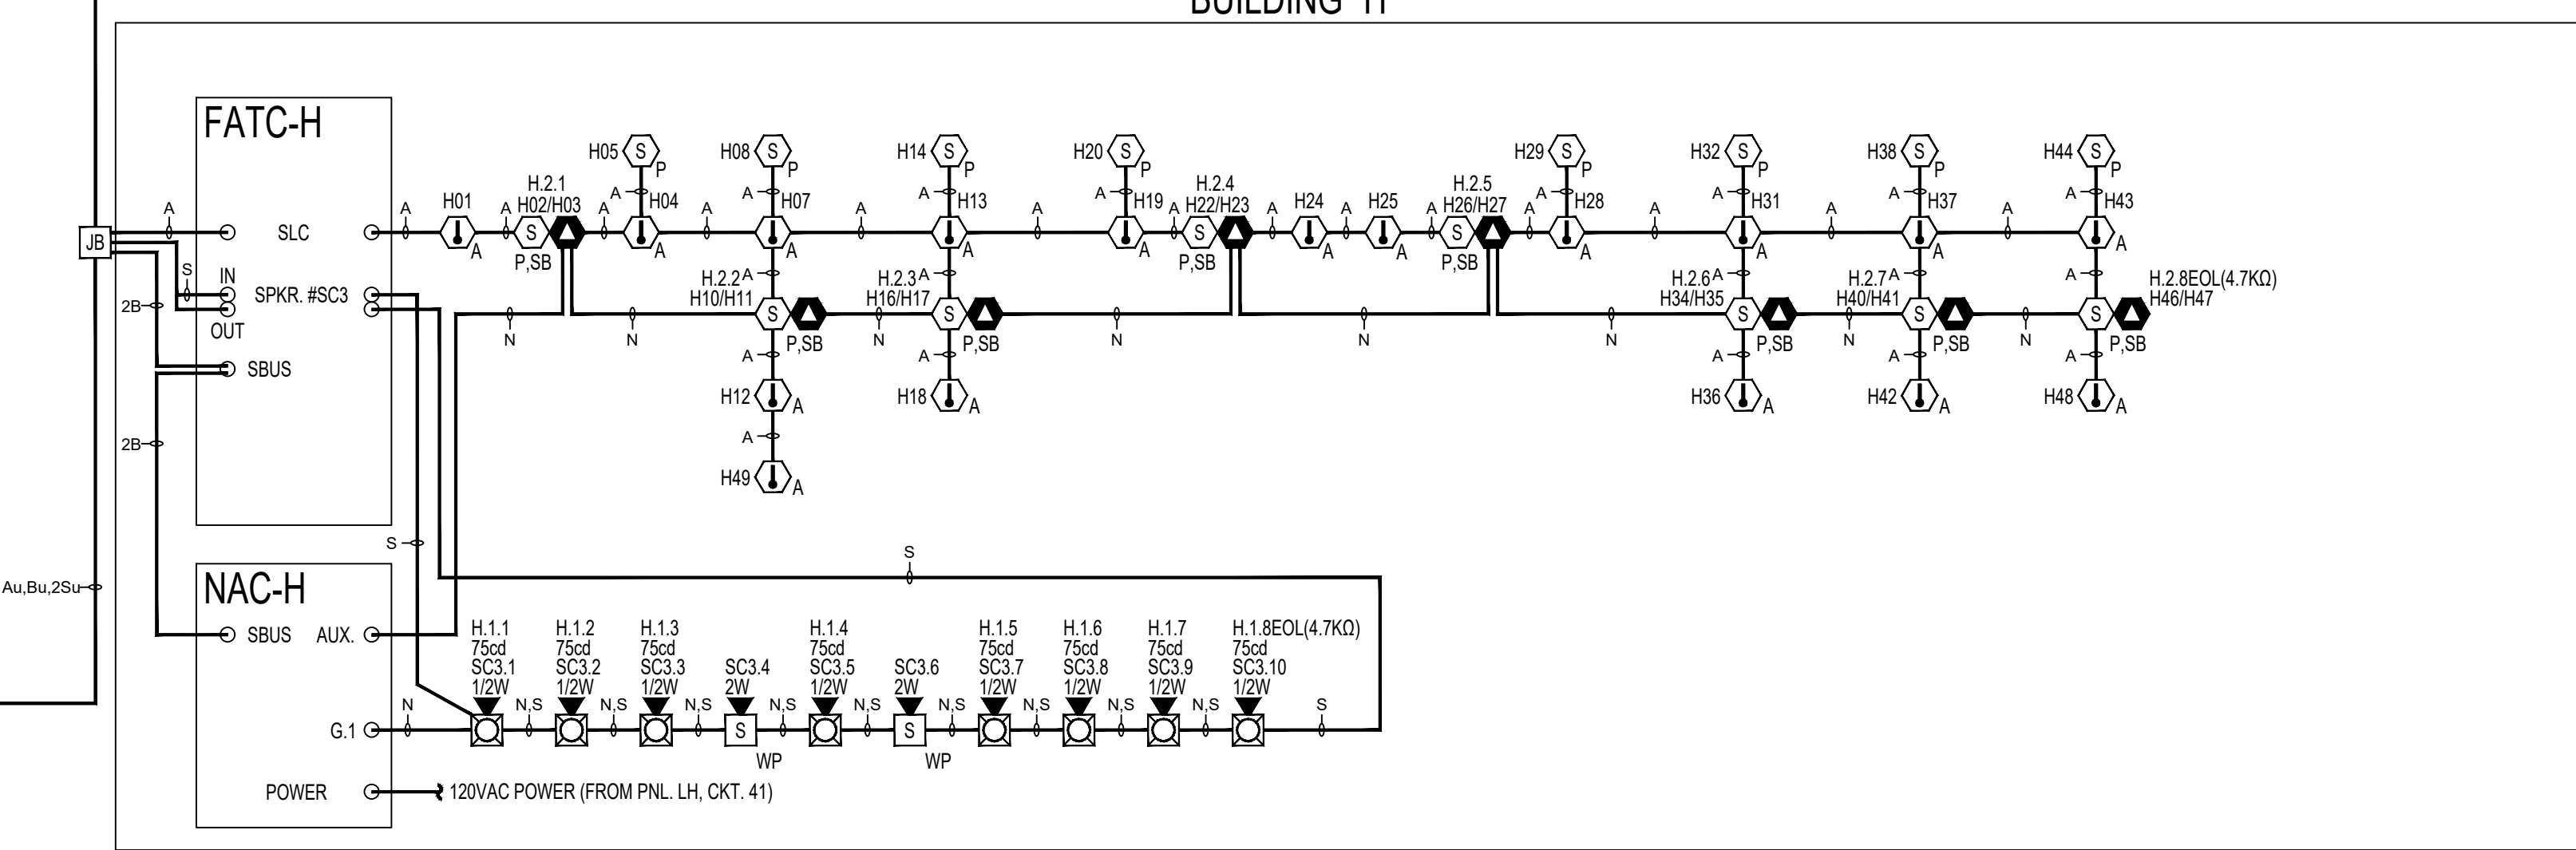 BUILDING "H"
FATC-H
SLC
IN
SPKR. #SC3
OUT
SBUS
JB
A
S
2B
2B
Au,Bu,2Su
A
H01
A
A
H.2.1
H02/H03
S
P,SB
A
H05
S
P
A
H04
A
A
H08
S
P
A
H07
A
A
H.2.2
H10/H11
S
P,SB
A
H12
A
A
H49
A
A
H14
S
P
A
H13
A
A
H.2.3
H16/H17
S
P,SB
A
H18
A
A
H20
S
P
A
H19
A
A
H.2.4
H22/H23
S
P,SB
A
H24
A
A
H25
A
A
H.2.5
H26/H27
S
P,SB
A
H29
S
P
A
H28
A
A
H32
S
P
A
H31
A
A
H.2.6
H34/H35
S
P,SB
A
H36
A
A
H38
S
P
A
H37
A
A
H.2.7
H40/H41
S
P,SB
A
H42
A
A
H44
S
P
A
H43
A
A
H.2.8EOL(4.7KΩ)
H46/H47
S
P,SB
A
H48
A
N
N
N
N
N
N
N
N
S
S
NAC-H
SBUS
AUX.
G.1
POWER
120VAC POWER (FROM PNL. LH, CKT. 41)
N
H.1.1
75cd
SC3.1
1/2W
N,S
H.1.2
75cd
SC3.2
1/2W
N,S
H.1.3
75cd
SC3.3
1/2W
N,S
SC3.4
2W
S
WP
N,S
H.1.4
75cd
SC3.5
1/2W
N,S
SC3.6
2W
S
WP
N,S
H.1.5
75cd
SC3.7
1/2W
N,S
H.1.6
75cd
SC3.8
1/2W
N,S
H.1.7
75cd
SC3.9
1/2W
N,S
H.1.8EOL(4.7KΩ)
75cd
SC3.10
1/2W
S